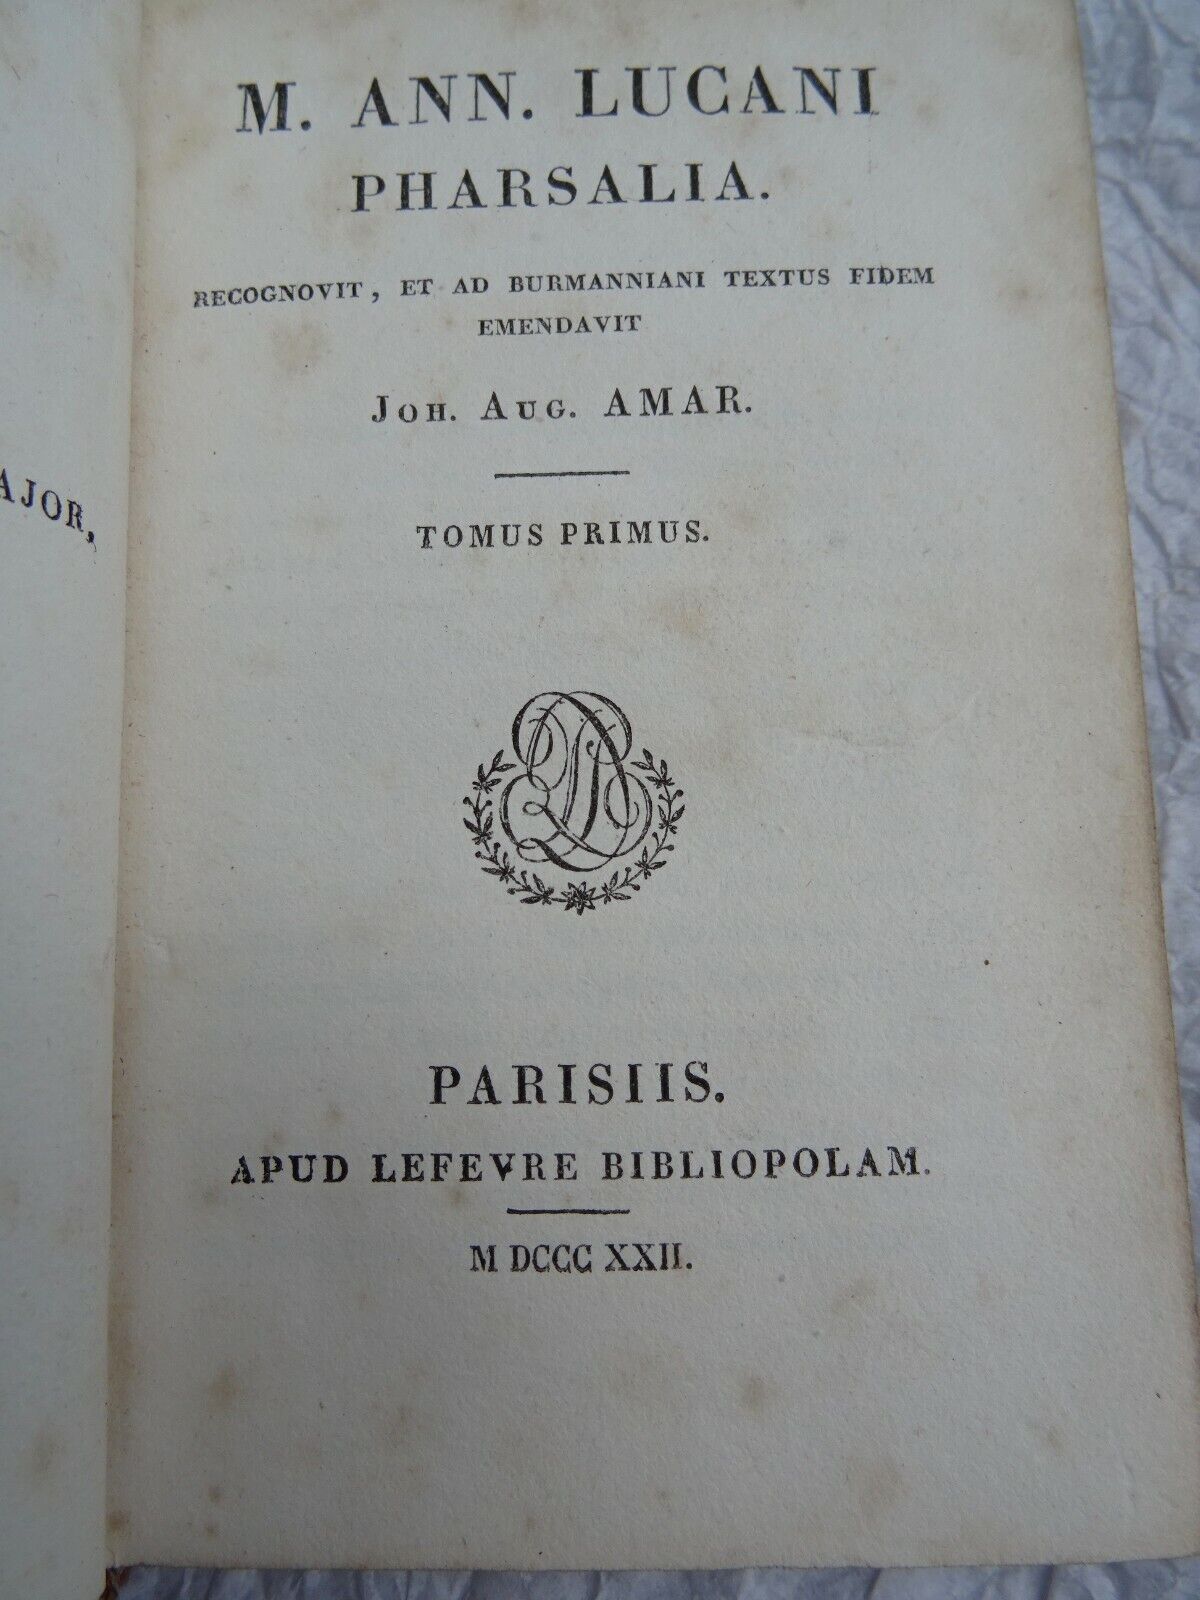 M. ANN. LUCANI
PHARSALIA.
RECOGNOVIT, ET AD BURMANNIANI TEXTUS FIDEM
EMENDAVIT
JOH. AUG. AMAR.
TOMUS PRIMUS.
PARISIIS.
APUD LEFEVRE BIBLIOPOLAM.
M DCCC XXII.